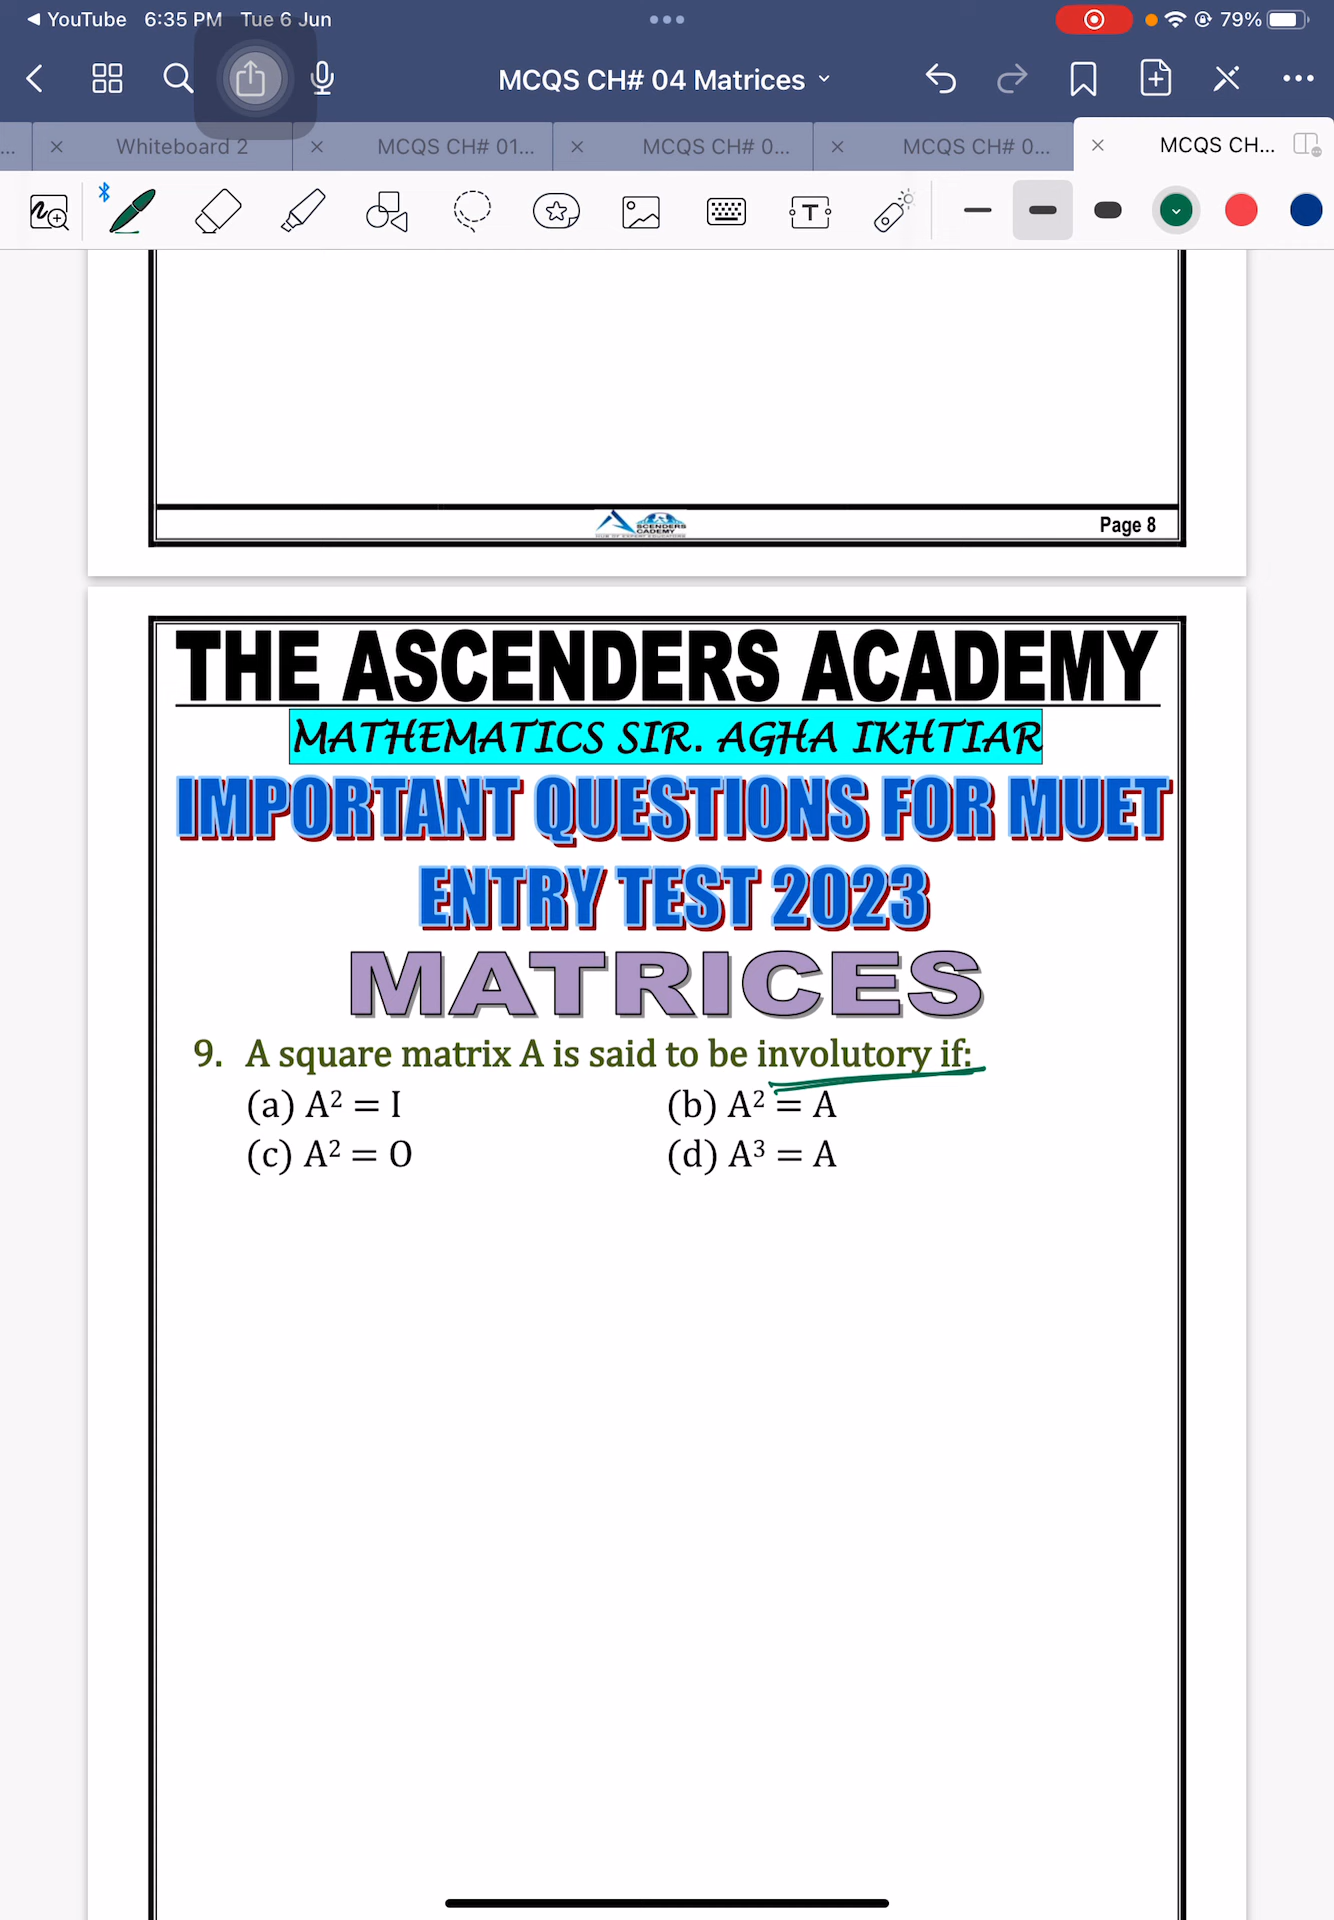 YouTube 6:35 PM Tue 6 Jun 79%
MCQS CH# 04 Matrices
... Whiteboard 2 MCQS CH# 01... MCQS CH# 0... MCQS CH# 0... MCQS CH...
T
SCENDERS
CADEMY
Page 8
THE ASCENDERS ACADEMY
MATHEMATICS SIR. AGHA IKHTIAR
IMPORTANT QUESTIONS FOR MUET
ENTRY TEST 2023
MATRICES
9. A square matrix A is said to be involutory if:
(a) A² = I (b) A² = A
(c) A² = O (d) A³ = A